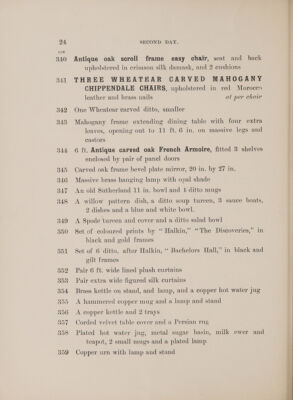 24 SECOND DAY.
LOT
340 Antique oak scroll frame easy chair, seat and back
upholstered in crimson silk damask, and 2 cushions
341 THREE WHEATEAR CARVED MAHOGANY
CHIPPENDALE CHAIRS, upholstered in red Morocco
leather and brass nails at per chair
342 One Wheatear carved ditto, smaller
343 Mahogany frame extending dining table with four extra
leaves, opening out to 11 ft. 6 in. on massive legs and
castors
344 6 ft. Antique carved oak French Armoire, fitted 3 shelves
enclosed by pair of panel doors
345 Carved oak frame bevel plate mirror, 20 in. by 27 in.
346 Massive brass hanging lamp with opal shade
347 An old Sutherland 11 in. bowl and 4 ditto mugs
348 A willow pattern dish, a ditto soup tureen, 3 sauce boats,
2 dishes and a blue and white bowl.
349 A Spode tureen and cover and a ditto salad bowl
350 Set of coloured prints by "Halkin," "The Discoveries," in
black and gold frames
351 Set of 6 ditto, after Halkin, "Bachelors Hall," in black and
gilt frames
352 Pair 6 ft. wide lined plush curtains
353 Pair extra wide figured silk curtains
354 Brass kettle on stand, and lamp, and a copper hot water jug
355 A hammered copper mug and a lamp and stand
356 A copper kettle and 2 trays
357 Corded velvet table cover and a Persian rug
358 Plated hot water jug, metal sugar basin, milk ewer and
teapot, 2 small mugs and a plated lamp
359 Copper urn with lamp and stand